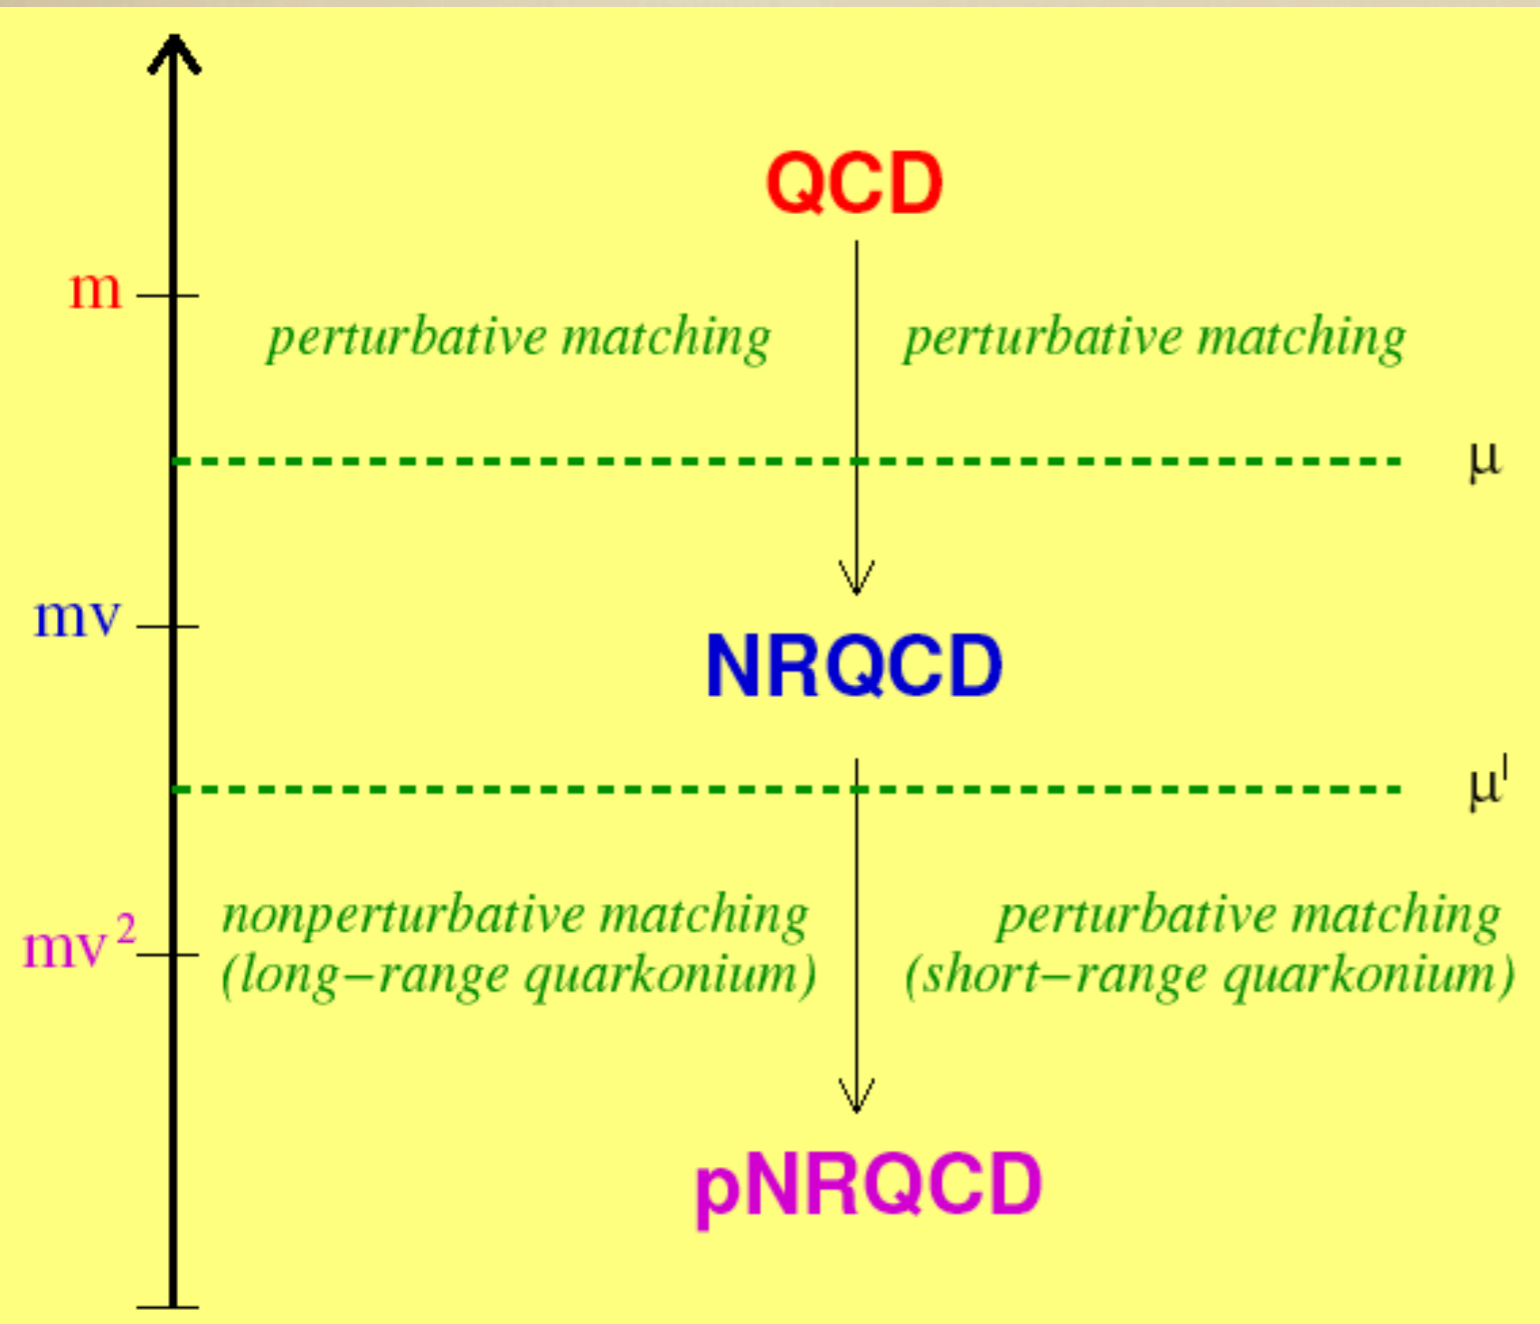 QCD
m
perturbative matching
perturbative matching
μ
mv
NRQCD
μ'
nonperturbative matching
(long−range quarkonium)
perturbative matching
(short−range quarkonium)
mv²
pNRQCD